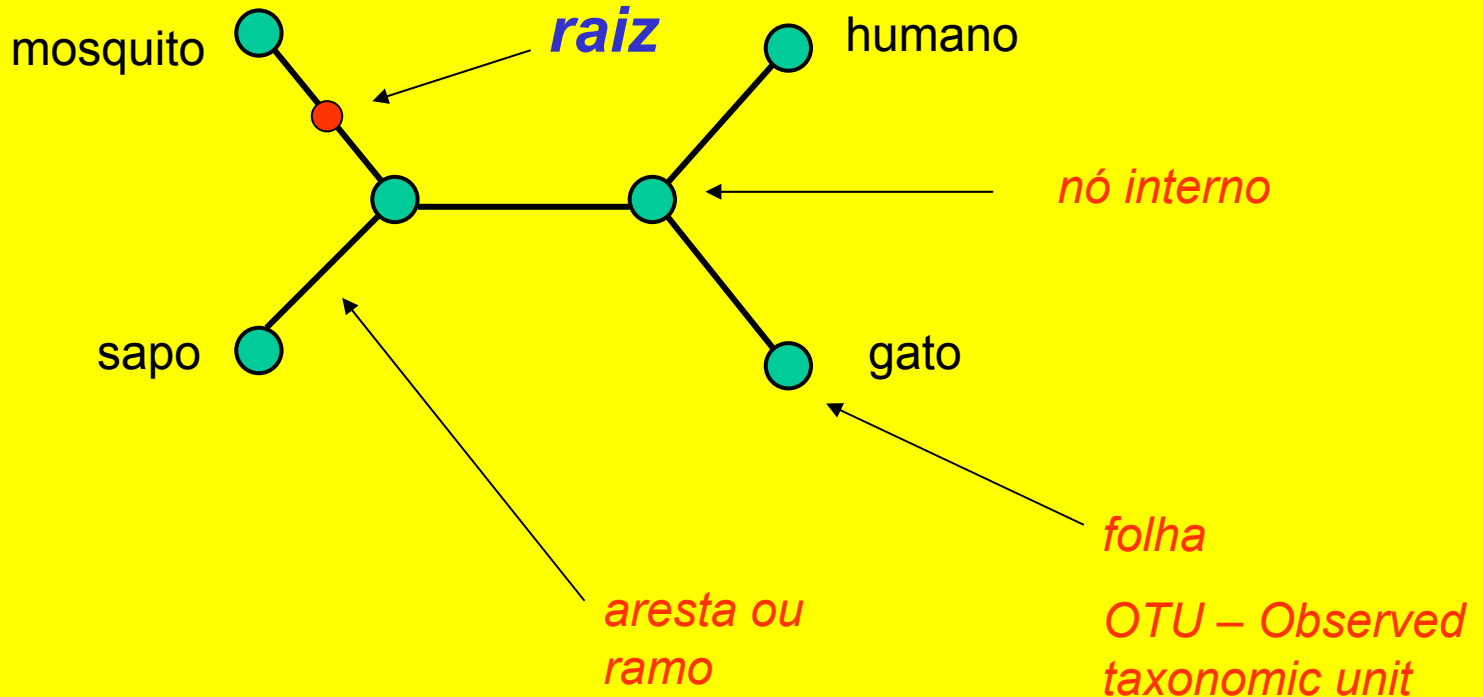 mosquito
raiz
humano
nó interno
sapo
gato
folha
OTU – Observed
taxonomic unit
aresta ou
ramo